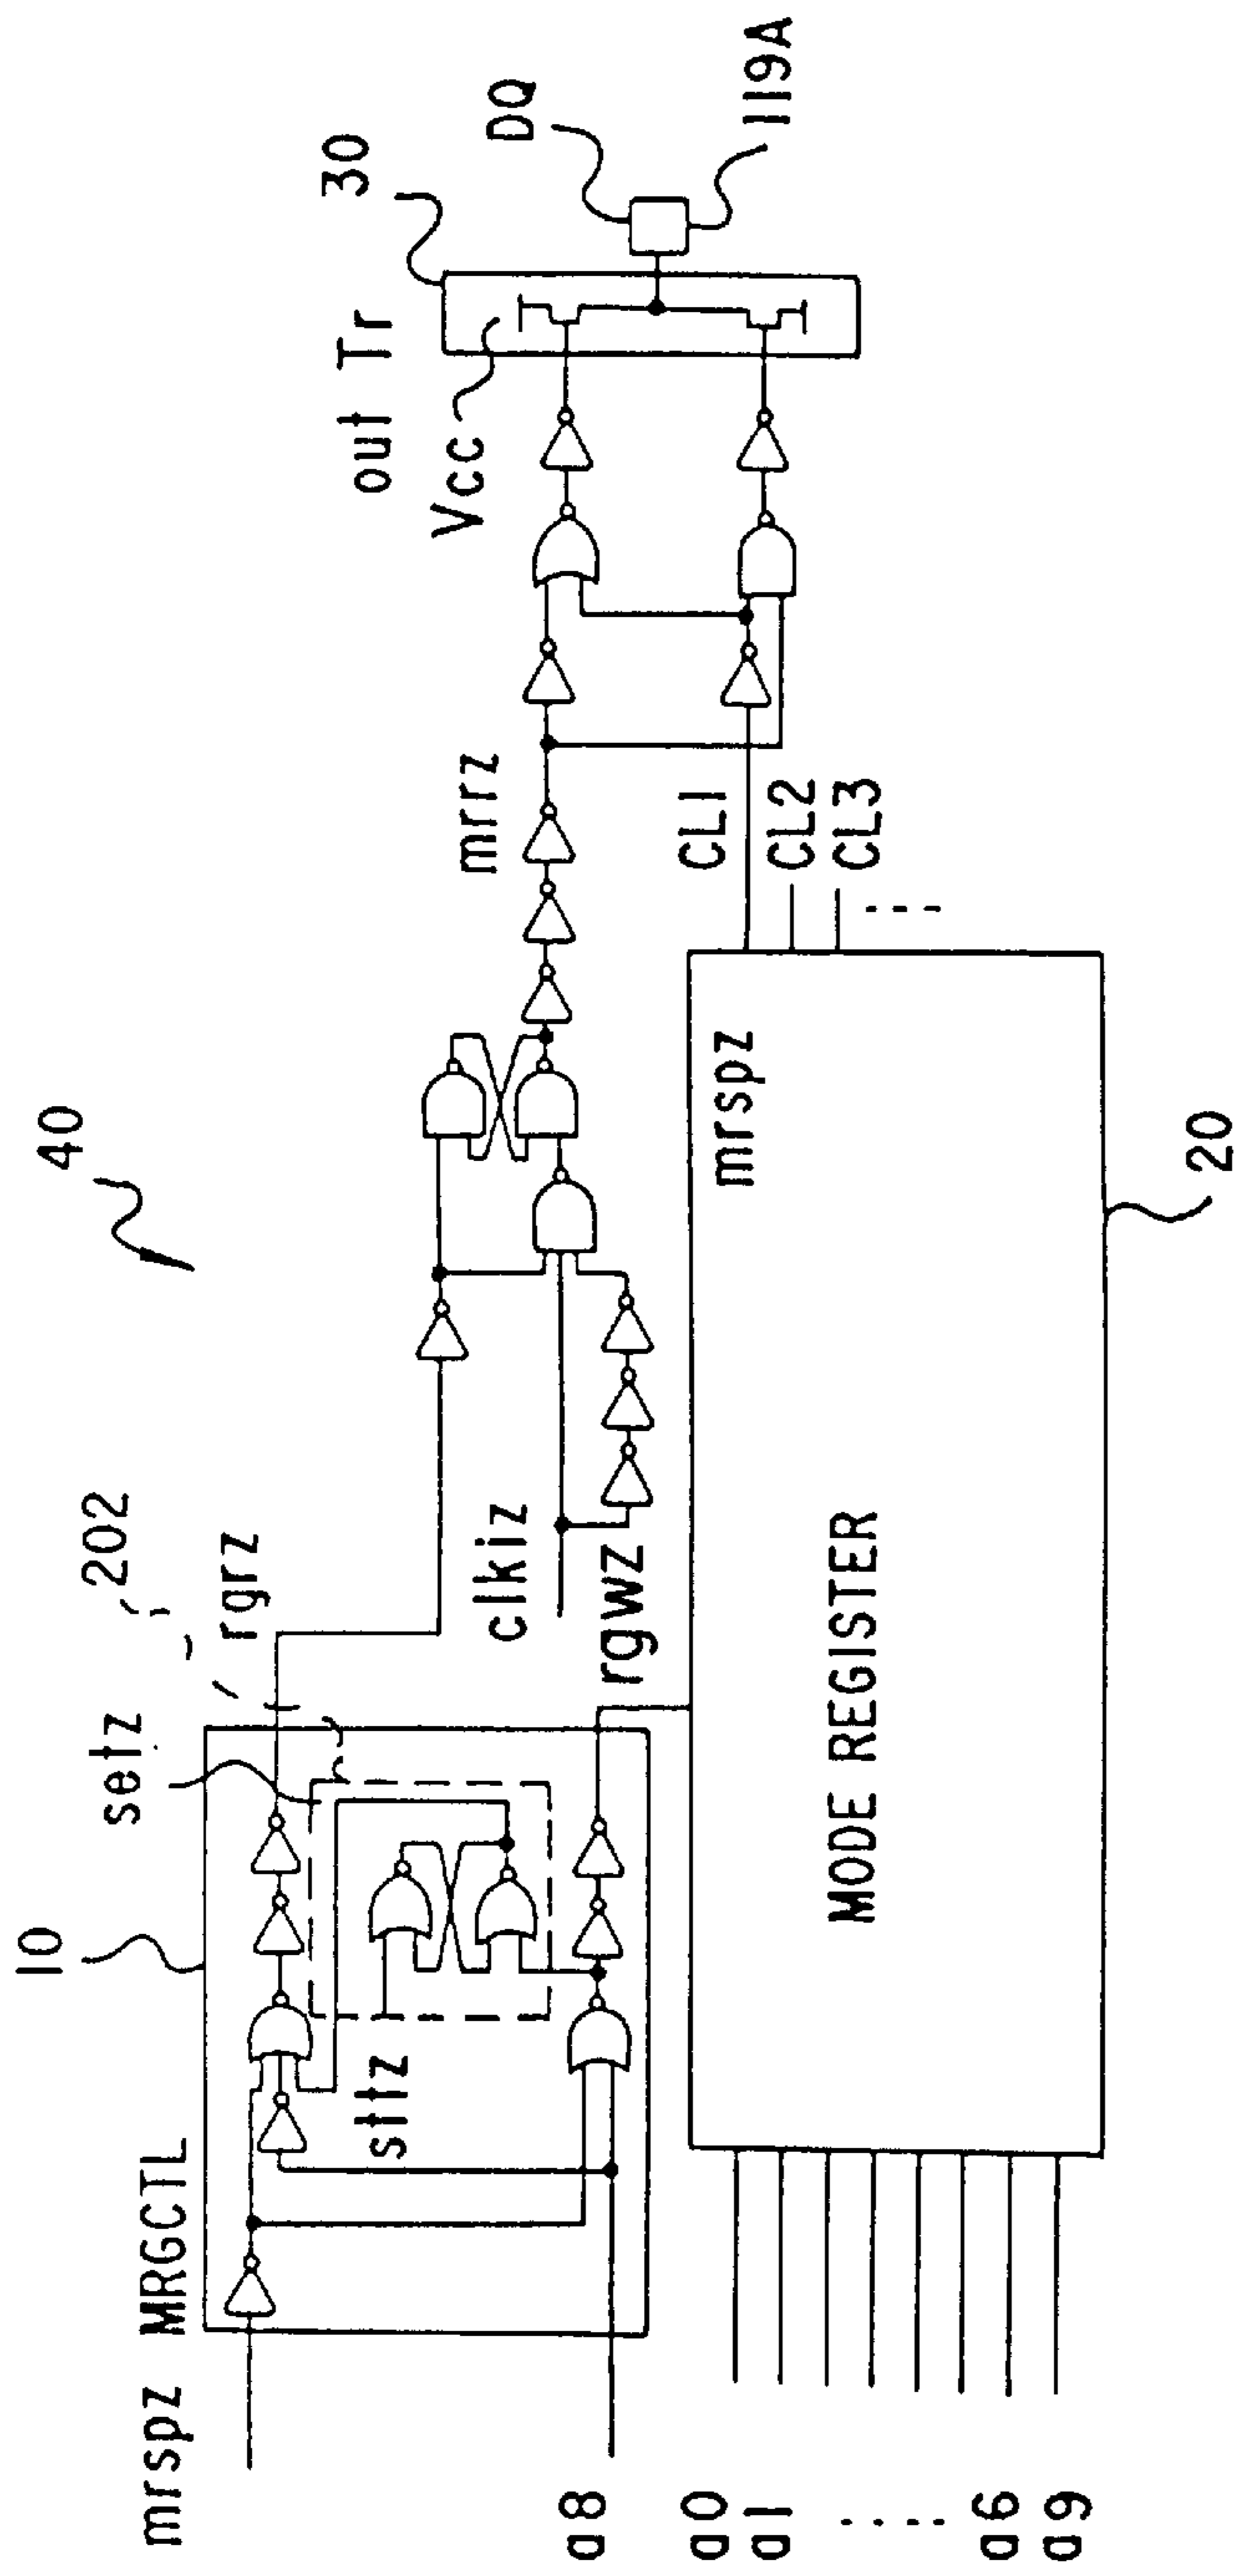 40
10
setz
202
rgrz
30
out Tr
Vcc
DQ
119A
mrspz
MRGCTL
sttz
clkiz
mrrz
rgwz
CL1
CL2
CL3
a8
a0
a1
a6
a9
mrspz
MODE REGISTER
20